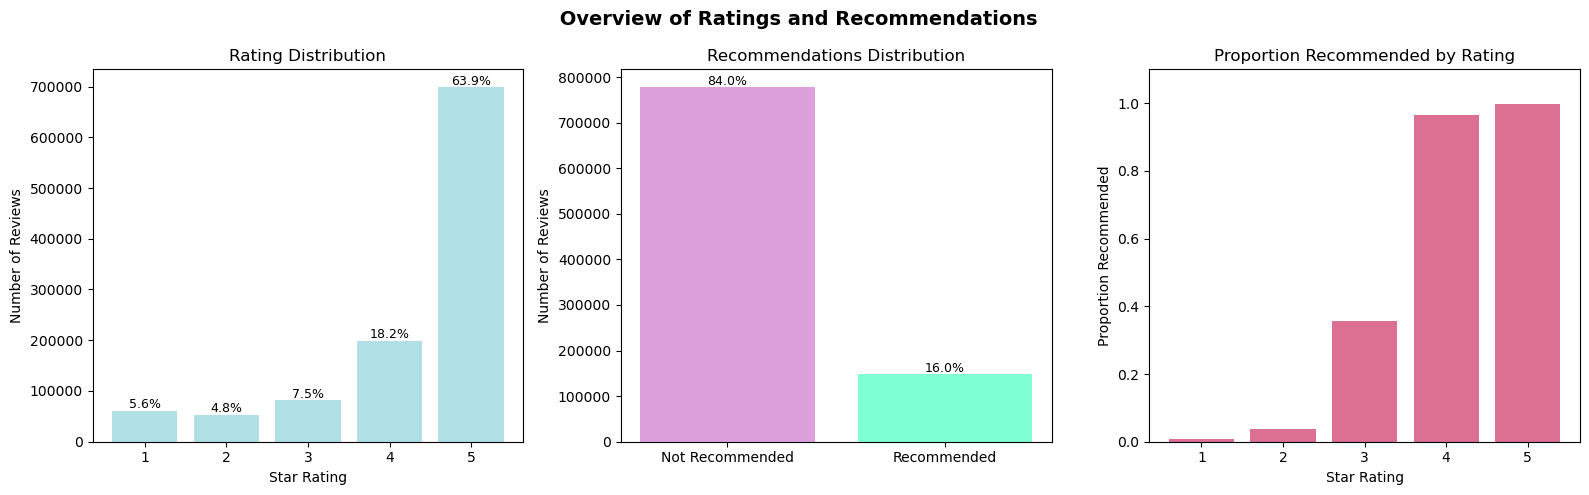 Overview of Ratings and Recommendations
Rating Distribution
Number of Reviews
700000
600000
500000
400000
300000
200000
100000
0
5.6%
4.8%
7.5%
18.2%
63.9%
1 2 3 4 5
Star Rating
Recommendations Distribution
Number of Reviews
800000
700000
600000
500000
400000
300000
200000
100000
0
84.0%
16.0%
Not Recommended Recommended
Proportion Recommended by Rating
Proportion Recommended
1.0
0.8
0.6
0.4
0.2
0.0
1 2 3 4 5
Star Rating